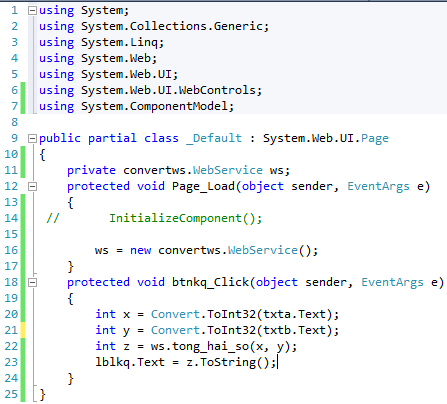 1 using System;
2 using System.Collections.Generic;
3 using System.Linq;
4 using System.Web;
5 using System.Web.UI;
6 using System.Web.UI.WebControls;
7 using System.ComponentModel;
8
9 public partial class _Default : System.Web.UI.Page
10 {
11     private convertws.WebService ws;
12     protected void Page_Load(object sender, EventArgs e)
13     {
14 //       InitializeComponent();
15
16         ws = new convertws.WebService();
17     }
18     protected void btnkq_Click(object sender, EventArgs e)
19     {
20         int x = Convert.ToInt32(txta.Text);
21         int y = Convert.ToInt32(txtb.Text);
22         int z = ws.tong_hai_so(x, y);
23         lblkq.Text = z.ToString();
24     }
25 }